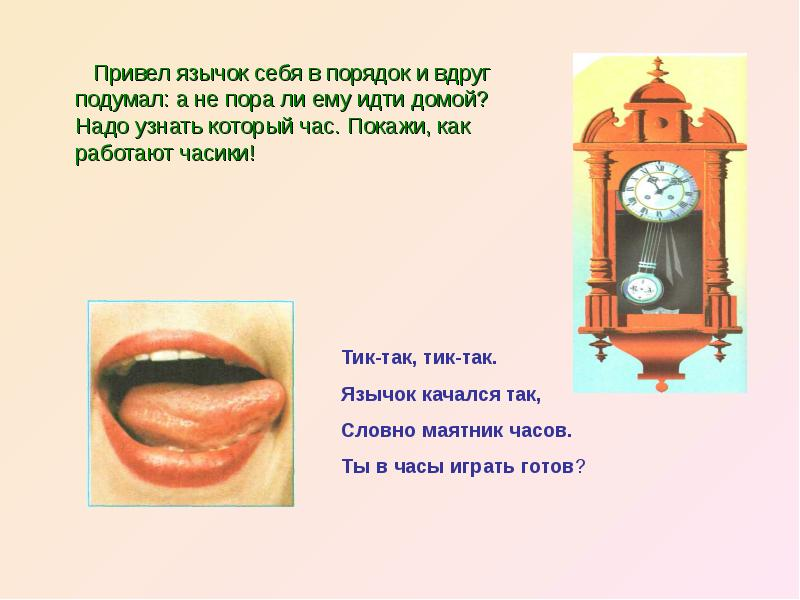 Привел язычок себя в порядок и вдруг
подумал: а не пора ли ему идти домой?
Надо узнать который час. Покажи, как
работают часики!
Тик-так, тик-так.
Язычок качался так,
Словно маятник часов.
Ты в часы играть готов?